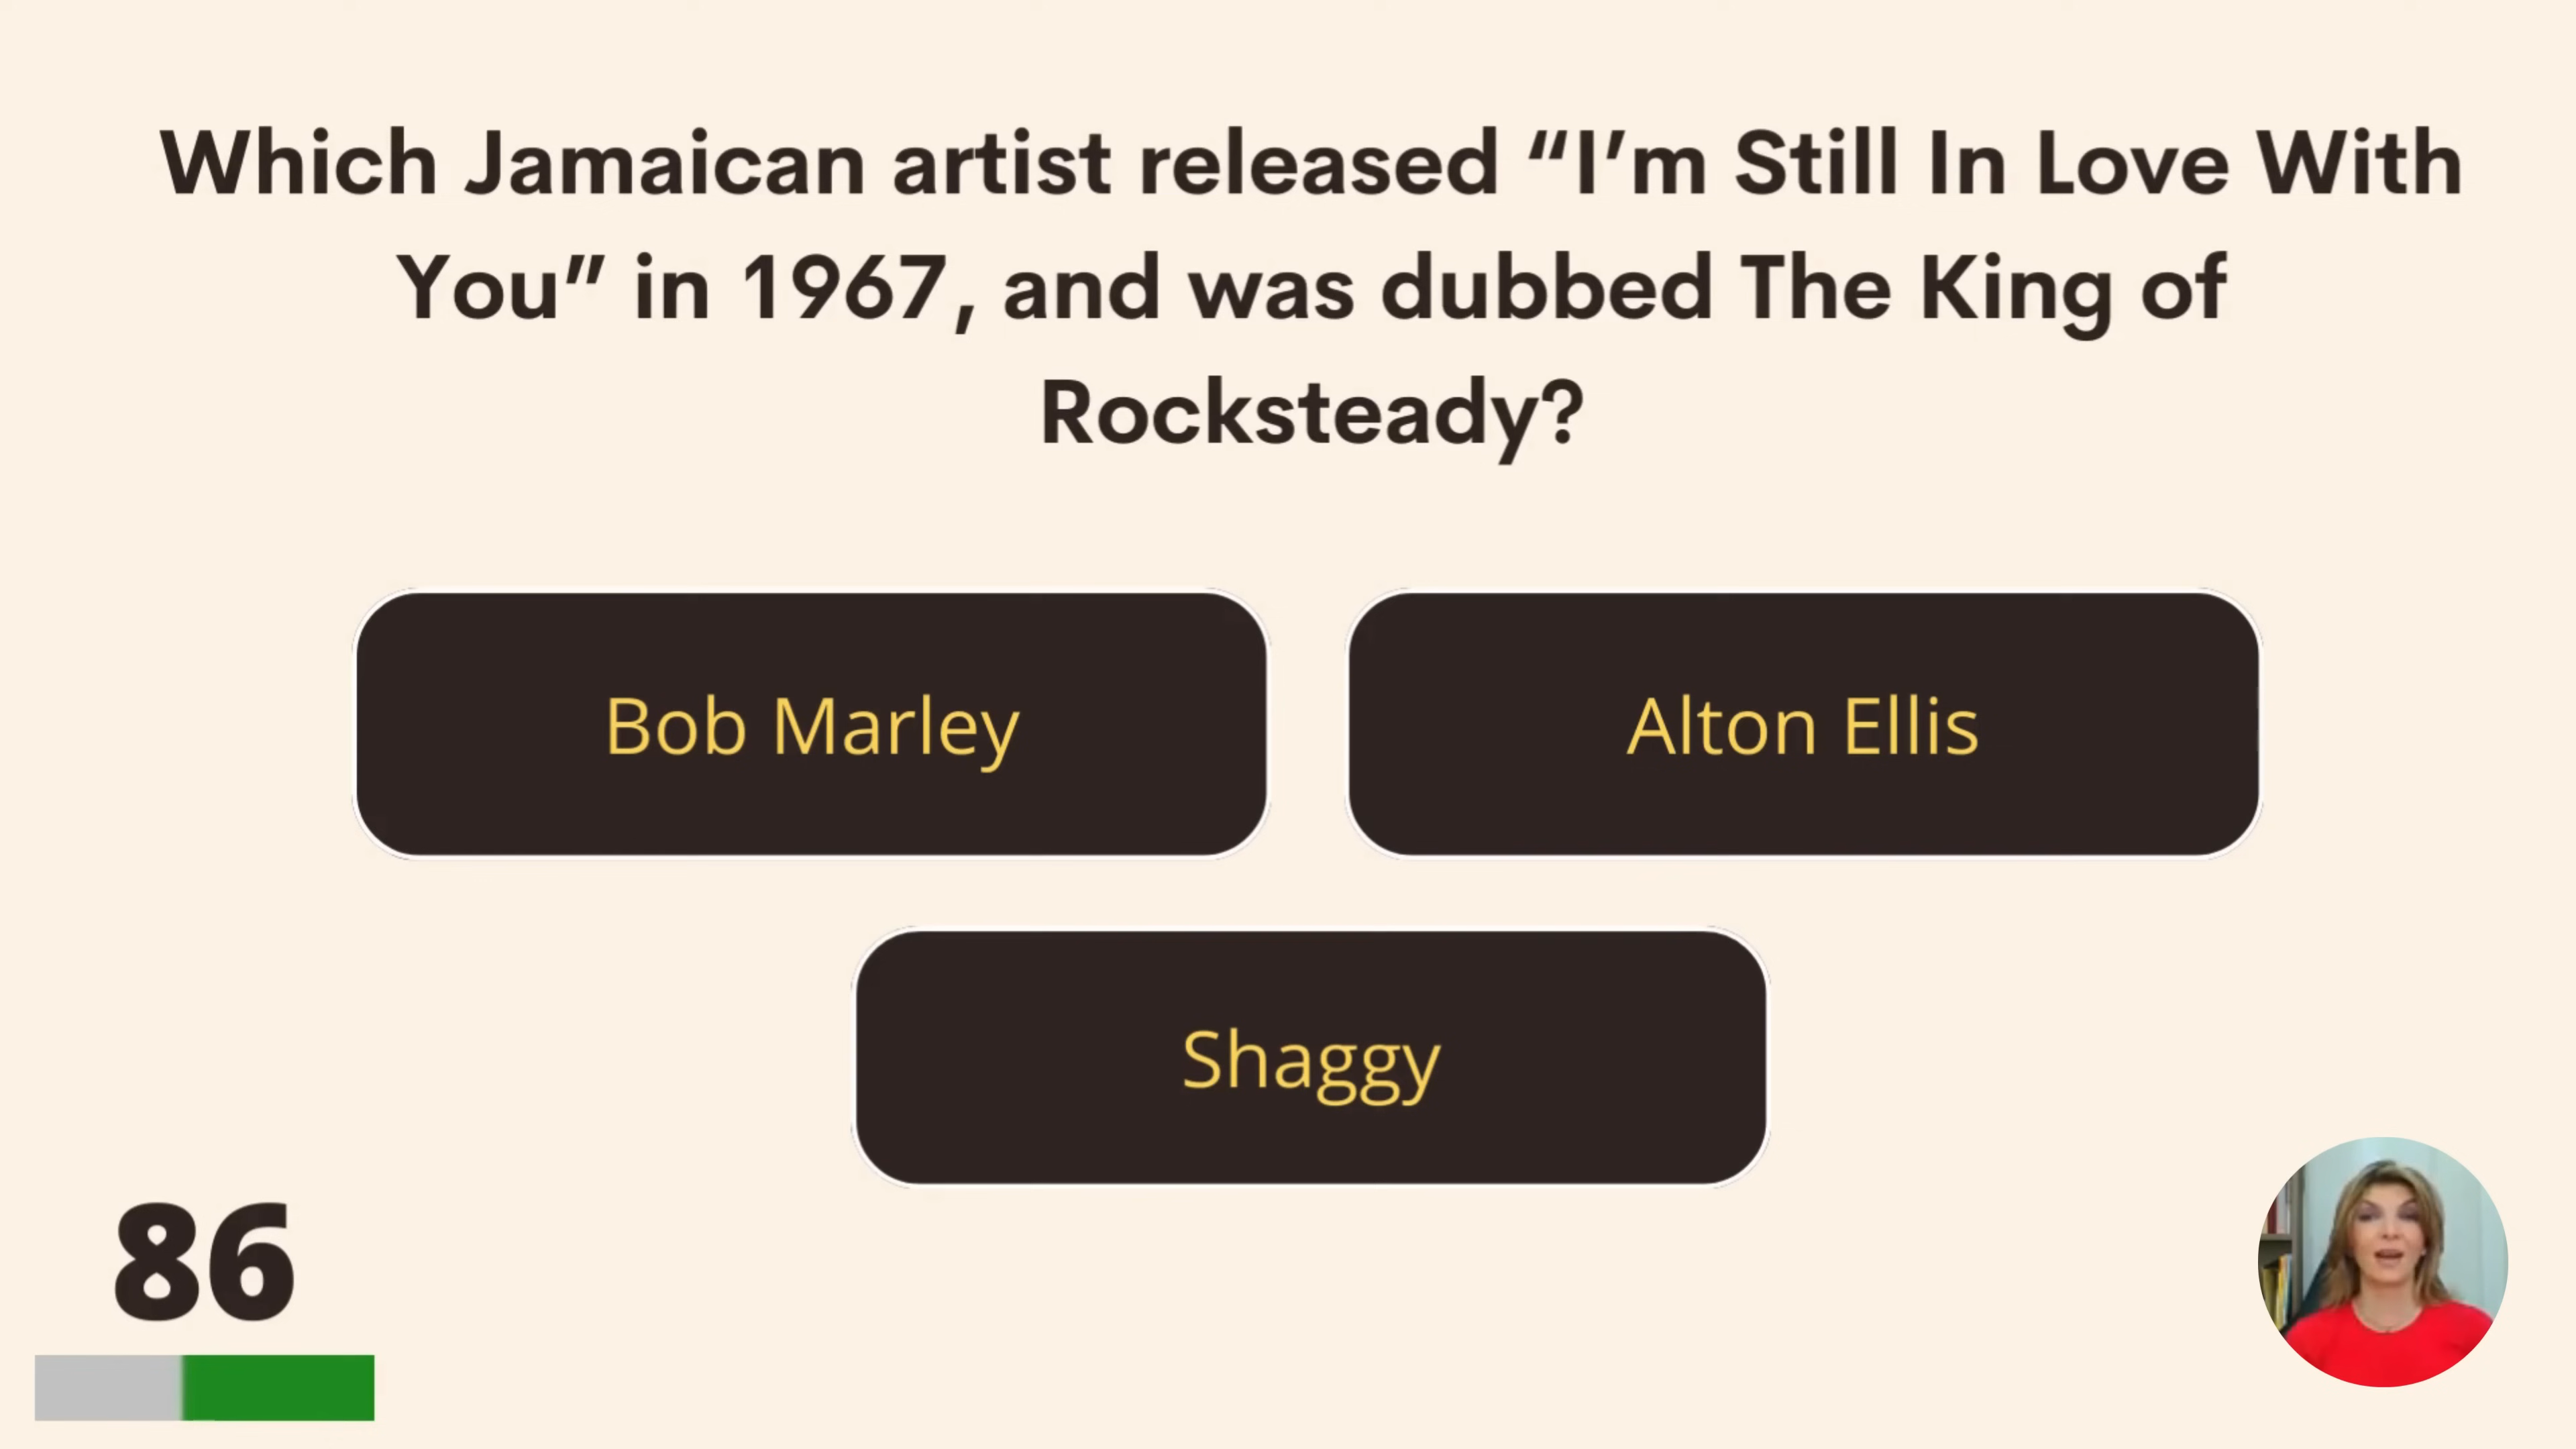 Which Jamaican artist released “I’m Still In Love With
You” in 1967, and was dubbed The King of
Rocksteady?
Bob Marley
Alton Ellis
Shaggy
86